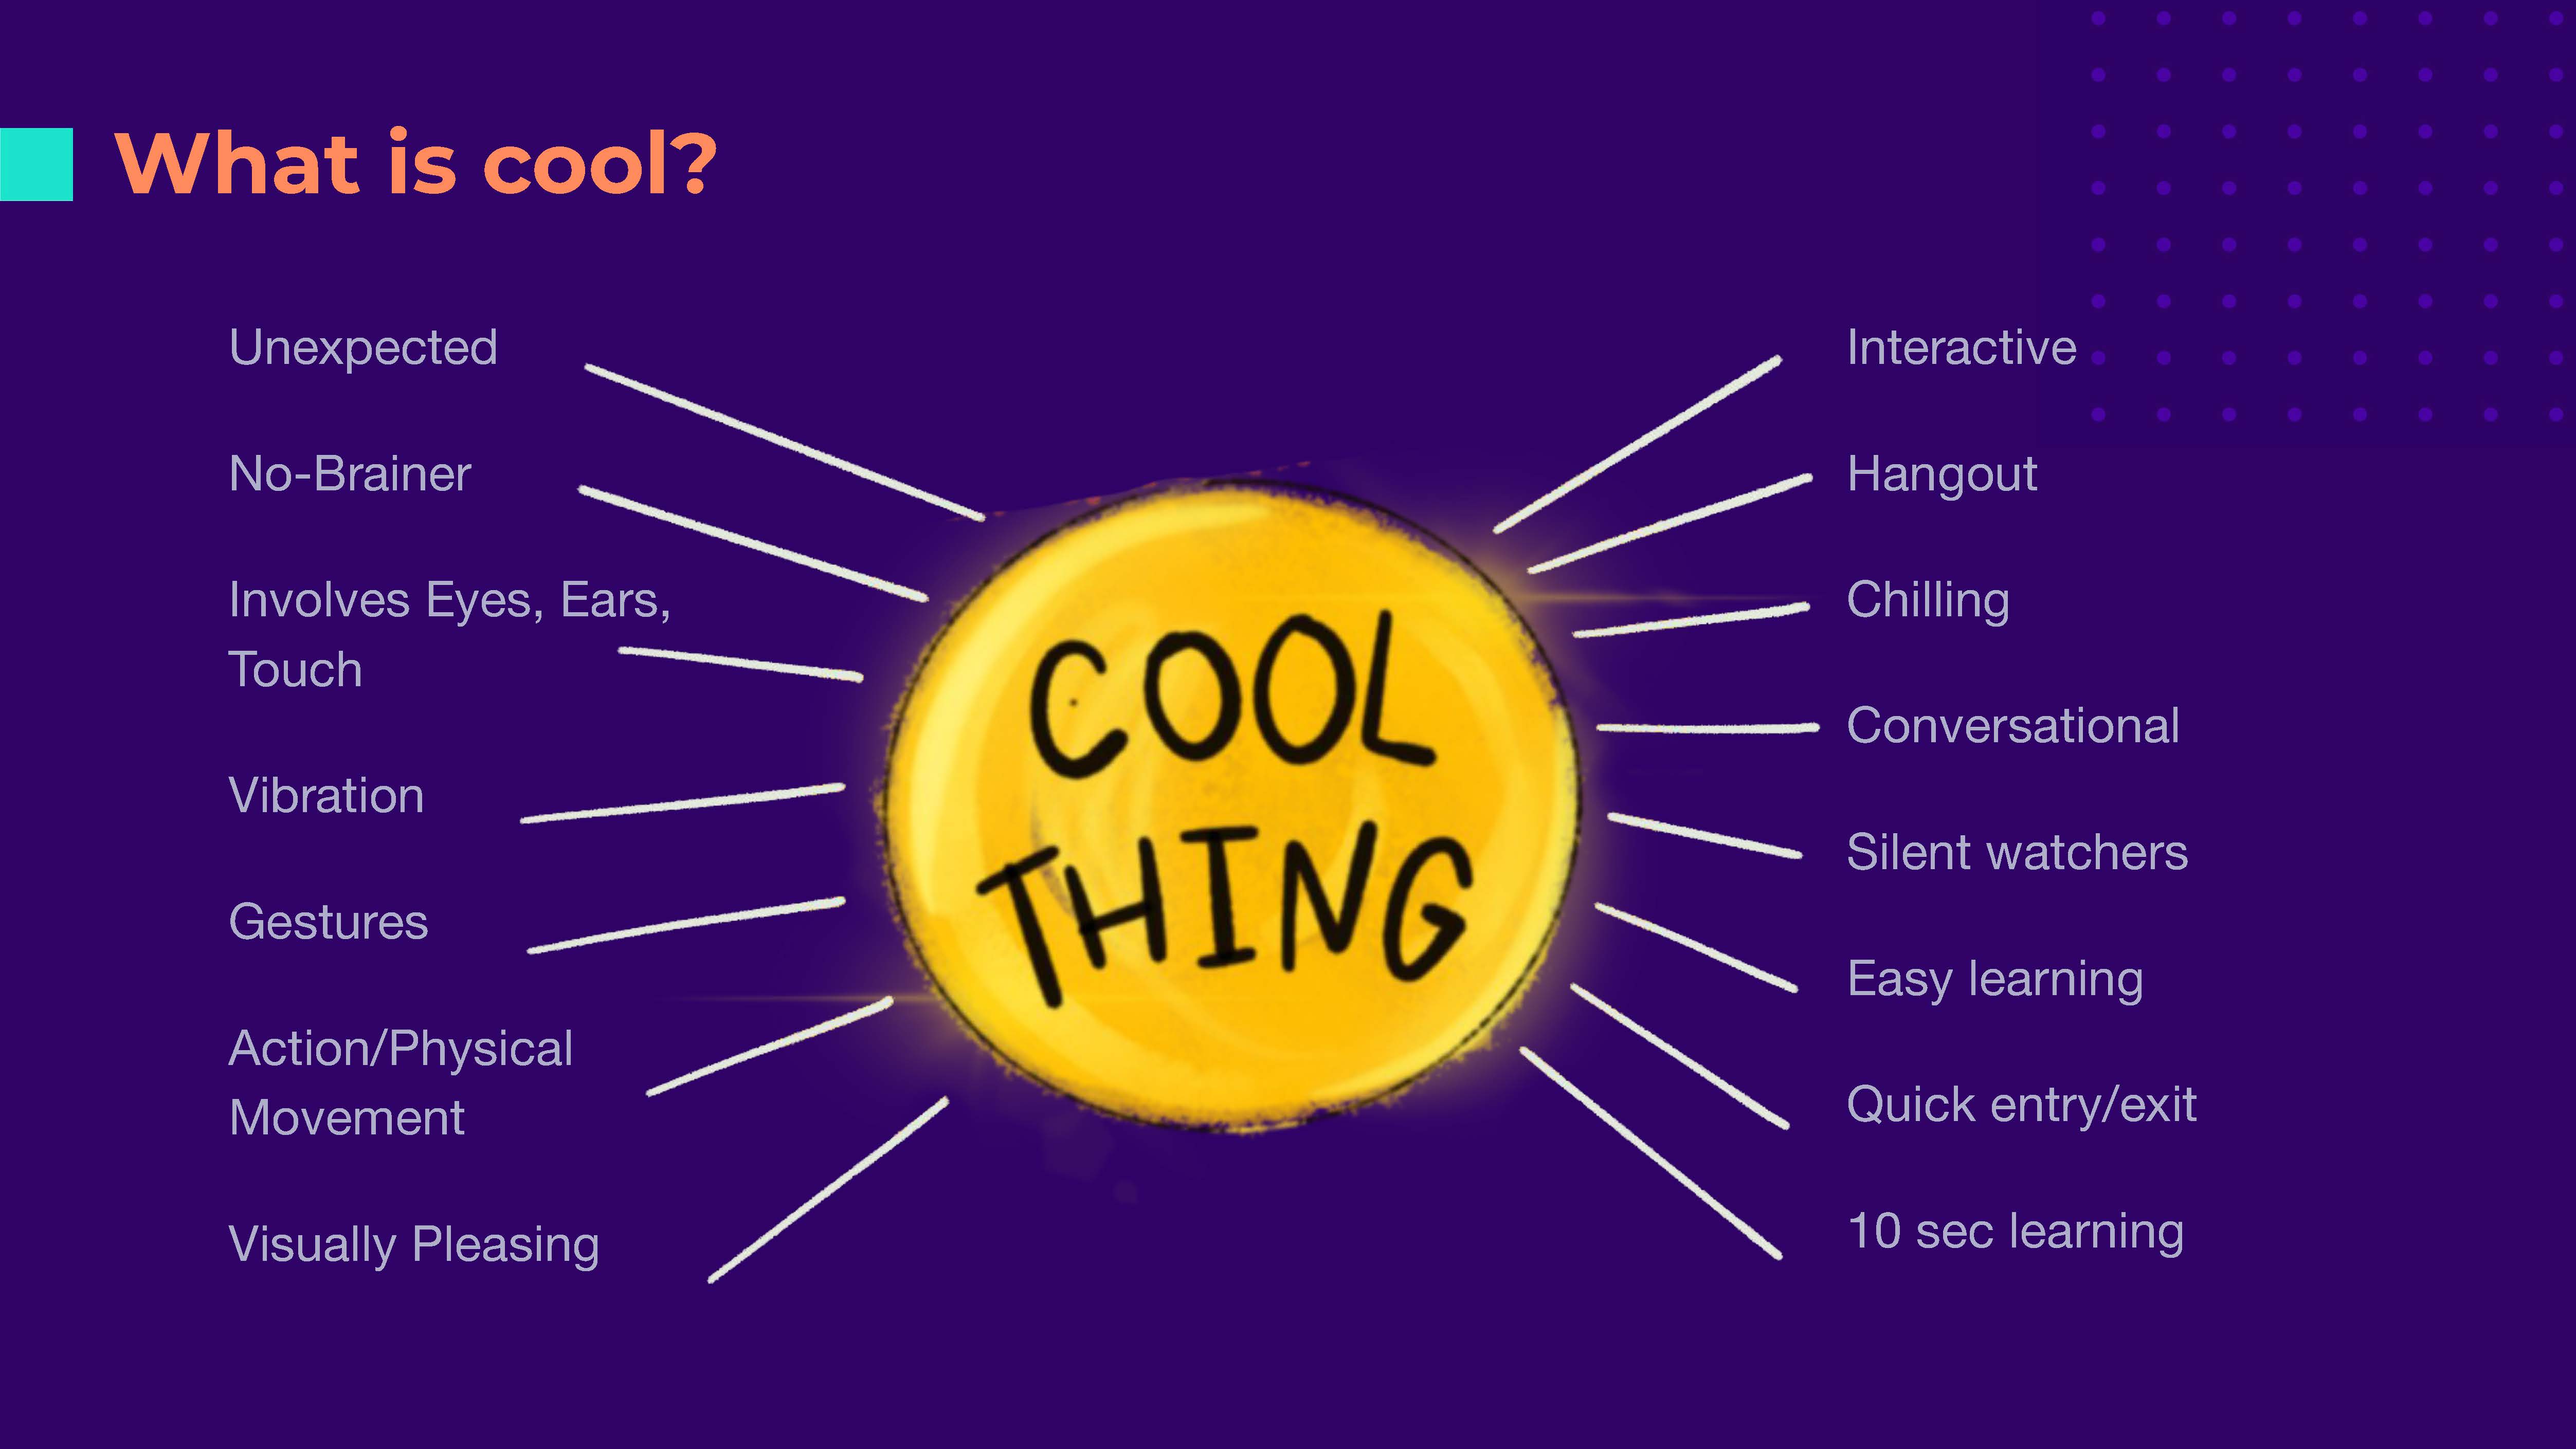 What is cool?
Unexpected
No-Brainer
Involves Eyes, Ears,
Touch
Vibration
Gestures
Action/Physical
Movement
Visually Pleasing
COOL
THING
Interactive
Hangout
Chilling
Conversational
Silent watchers
Easy learning
Quick entry/exit
10 sec learning